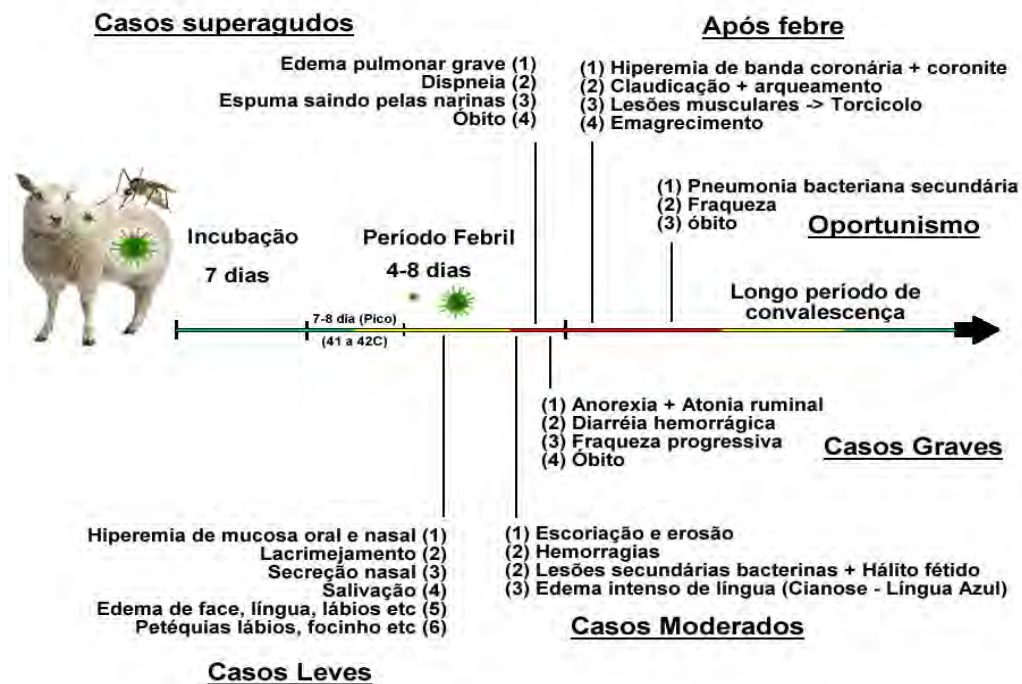 Casos superagudos
Edema pulmonar grave (1)
Dispneia (2)
Espuma saindo pelas narinas (3)
Óbito (4)
Após febre
(1) Hiperemia de banda coronária + coronite
(2) Claudicação + arqueamento
(3) Lesões musculares -> Torcicolo
(4) Emagrecimento
(1) Pneumonia bacteriana secundária
(2) Fraqueza
(3) óbito
Oportunismo
Incubação
7 dias
Período Febril
4-8 dias
7-8 dia (Pico)
(41 a 42C)
Longo período de
convalescença
(1) Anorexia + Atonia ruminal
(2) Diarréia hemorrágica
(3) Fraqueza progressiva
(4) Óbito
Casos Graves
Hiperemia de mucosa oral e nasal (1)
Lacrimejamento (2)
Secreção nasal (3)
Salivação (4)
Edema de face, língua, lábios etc (5)
Petéquias lábios, focinho etc (6)
Casos Leves
(1) Escoriação e erosão
(2) Hemorragias
(2) Lesões secundárias bacterinas + Hálito fétido
(3) Edema intenso de língua (Cianose - Língua Azul)
Casos Moderados